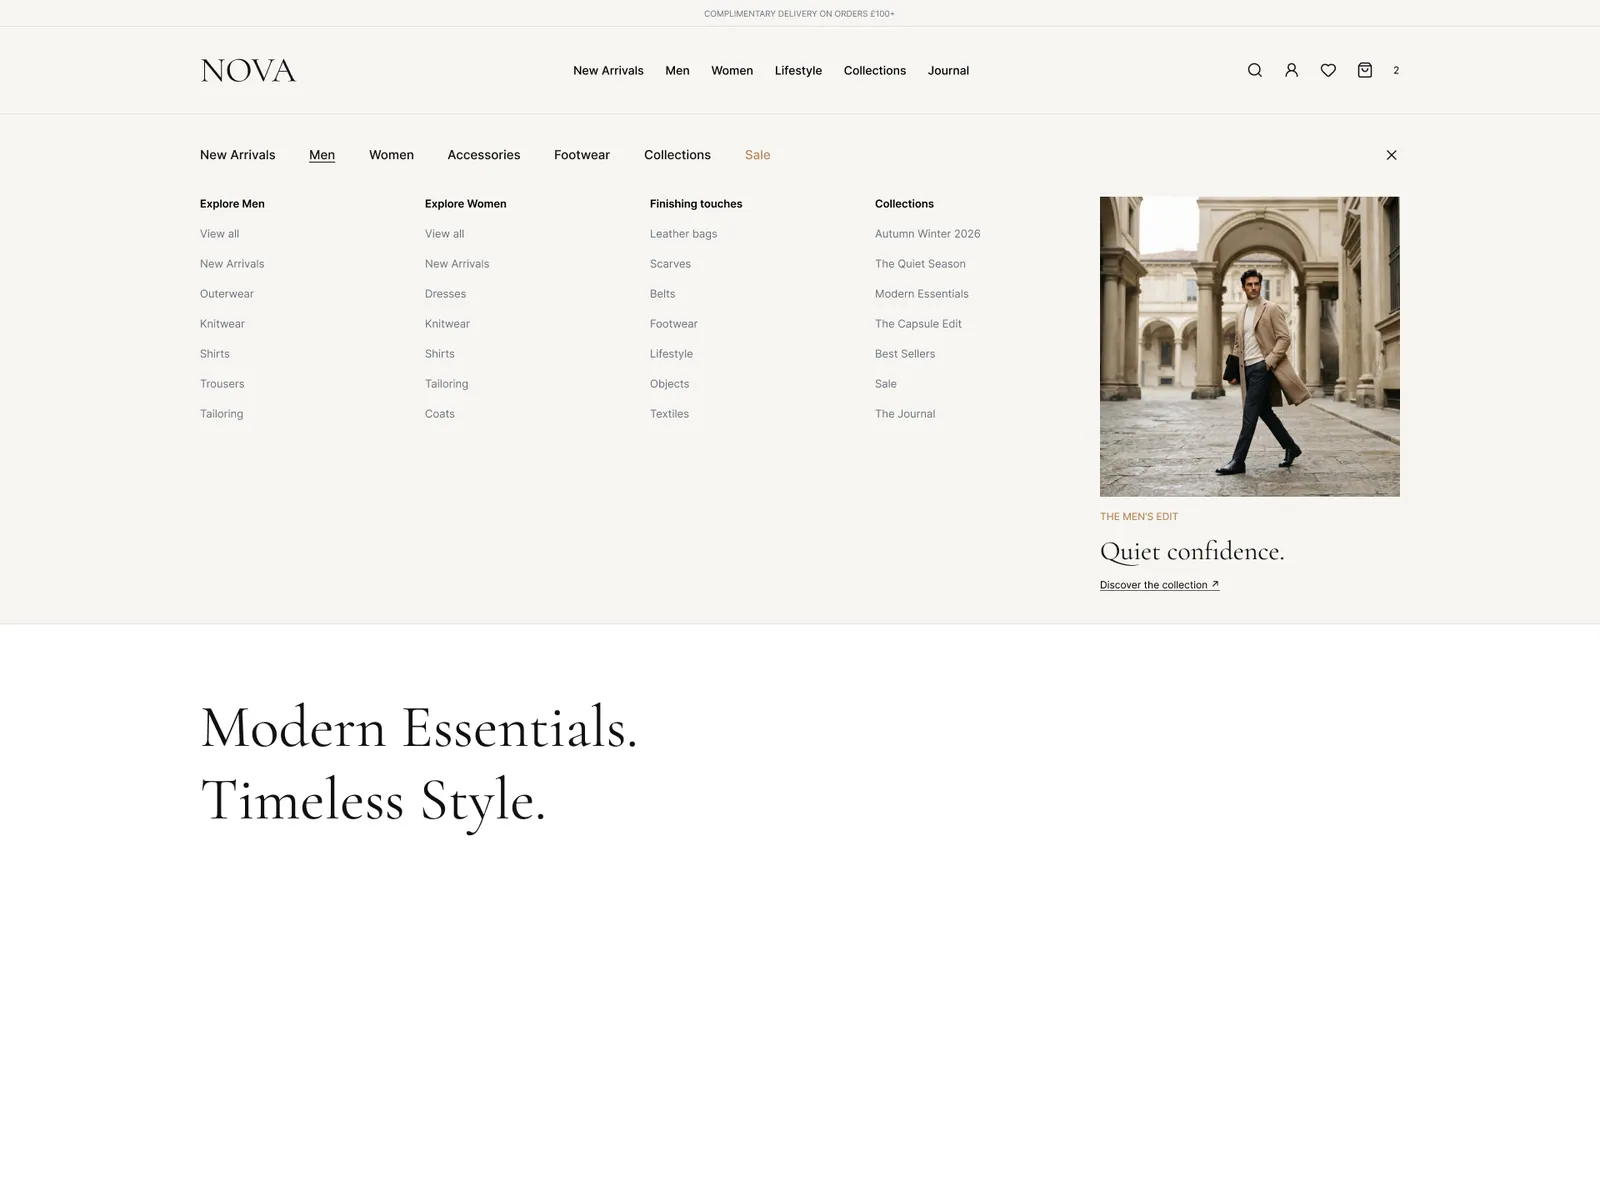 COMPLIMENTARY DELIVERY ON ORDERS £100+
NOVA
New Arrivals Men Women Lifestyle Collections Journal
2
New Arrivals Men Women Accessories Footwear Collections Sale
Explore Men
View all
New Arrivals
Outerwear
Knitwear
Shirts
Trousers
Tailoring
Explore Women
View all
New Arrivals
Dresses
Knitwear
Shirts
Tailoring
Coats
Finishing touches
Leather bags
Scarves
Belts
Footwear
Lifestyle
Objects
Textiles
Collections
Autumn Winter 2026
The Quiet Season
Modern Essentials
The Capsule Edit
Best Sellers
Sale
The Journal
THE MEN'S EDIT
Quiet confidence.
Discover the collection ↗
Modern Essentials.
Timeless Style.